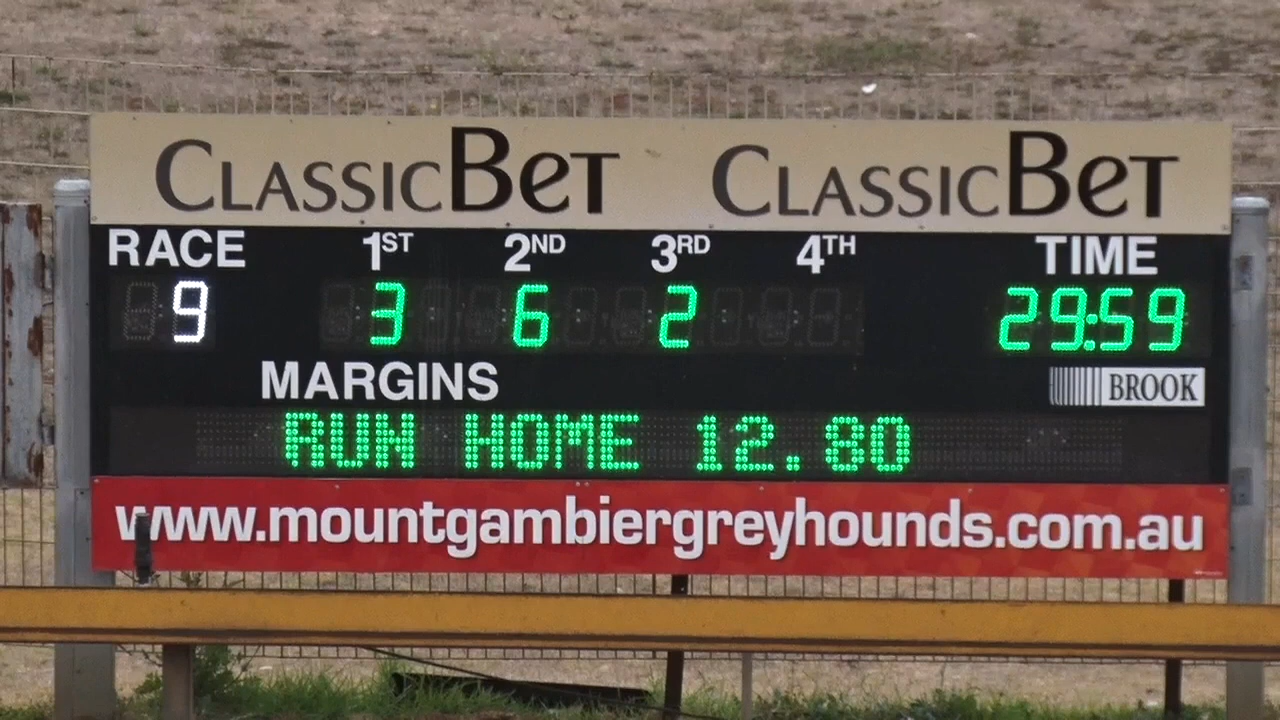 CLASSICBET CLASSICBET
RACE 1ST 2ND 3RD 4TH TIME
9 3 6 2 29:59
MARGINS BROOK
RUN HOME 12.80
www.mountgambiergreyhounds.com.au